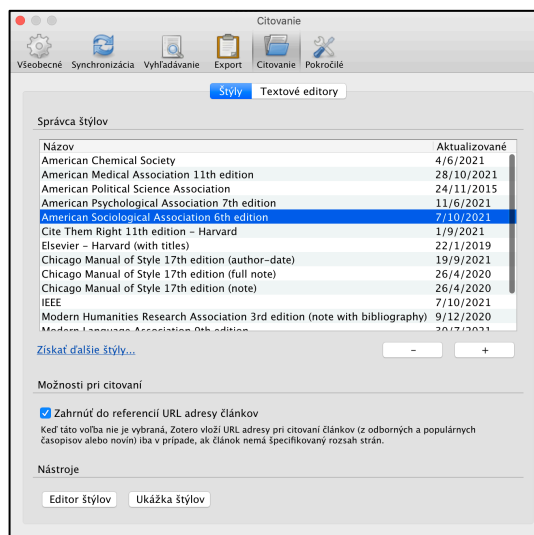 Citovanie
Všeobecné Synchronizácia Vyhľadávanie Export Citovanie Pokročilé
Štýly Textové editory
Správca štýlov
Názov Aktualizované
American Chemical Society 4/6/2021
American Medical Association 11th edition 28/10/2021
American Political Science Association 24/11/2015
American Psychological Association 7th edition 11/6/2021
American Sociological Association 6th edition 7/10/2021
Cite Them Right 11th edition – Harvard 1/9/2021
Elsevier – Harvard (with titles) 22/1/2019
Chicago Manual of Style 17th edition (author-date) 19/9/2021
Chicago Manual of Style 17th edition (full note) 26/4/2020
Chicago Manual of Style 17th edition (note) 26/4/2020
IEEE 7/10/2021
Modern Humanities Research Association 3rd edition (note with bibliography) 9/12/2020
Modern Language Association 9th edition 30/7/2021
Získať ďalšie štýly... – +
Možnosti pri citovaní
Zahrnúť do referencií URL adresy článkov
Keď táto voľba nie je vybraná, Zotero vloží URL adresy pri citovaní článkov (z odborných a populárnych
časopisov alebo novín) iba v prípade, ak článok nemá špecifikovaný rozsah strán.
Nástroje
Editor štýlov Ukážka štýlov